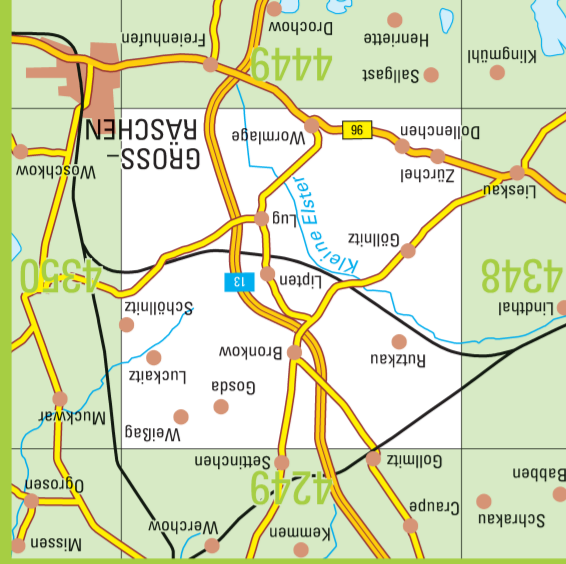 Missen
Kemmen
Werchow
Schrakau
Craupe
4249
Ogrosen
Babben
Gollmitz
Settinchen
Weißag
Muckwar
Gosda
Luckaitz
Rutzkau
Bronkow
Lindthal
Schöllnitz
Lipten
13
4348
4350
Göllnitz
Kleine Elster
Lug
Lieskau
Zürchel
Woschkow
GROSS-
RÄSCHEN
Dollenchen
96
Wormlage
Sallgast
4449
Klingmühl
Henriette
Freienhufen
Drochow